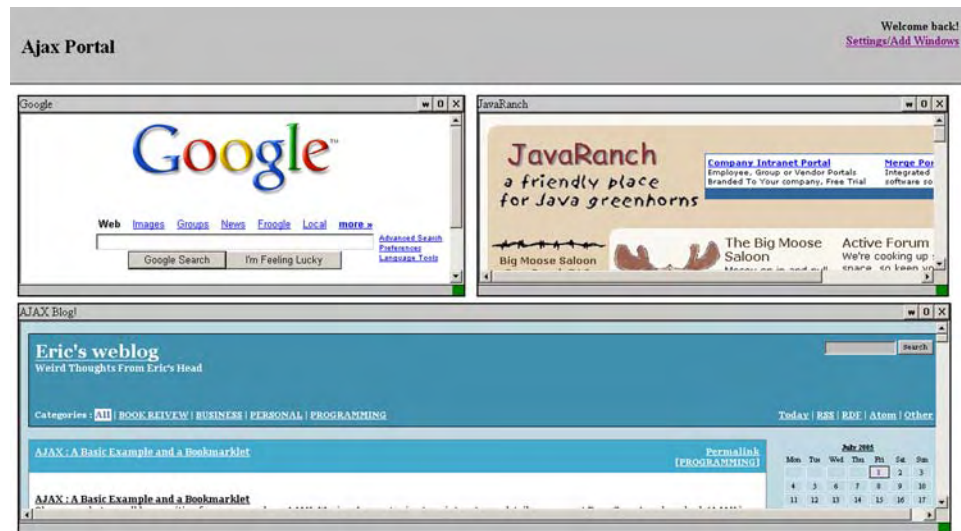 Welcome back!
Ajax Portal
Settings/Add Windows
Google
w 0 X
Google™
Web Images Groups News Froogle Local more »
Advanced Search
Preferences
Language Tools
Google Search I'm Feeling Lucky
JavaRanch
w 0 X
JavaRanch
a friendly place
for Java greenhorns
Company Intranet Portal
Employee, Group or Vendor Portals
Branded To Your company, Free Trial
Merge Por
Integrated
software so
Big Moose Saloon
The Big Moose
Saloon
Active Forum
We're cooking up
space, so keep
AJAX Blog!
w 0 X
Eric's weblog
Weird Thoughts From Eric's Head
Search
Categories : All | BOOK REIVEW | BUSINESS | PERSONAL | PROGRAMMING
Today | RSS | RDF | Atom | Other
AJAX : A Basic Example and a Bookmarklet
Permalink
[PROGRAMMING]
AJAX : A Basic Example and a Bookmarklet
July 2005
Mon Tue Wed Thu Fri Sat Sun
1 2 3
4 5 6 7 8 9 10
11 12 13 14 15 16 17